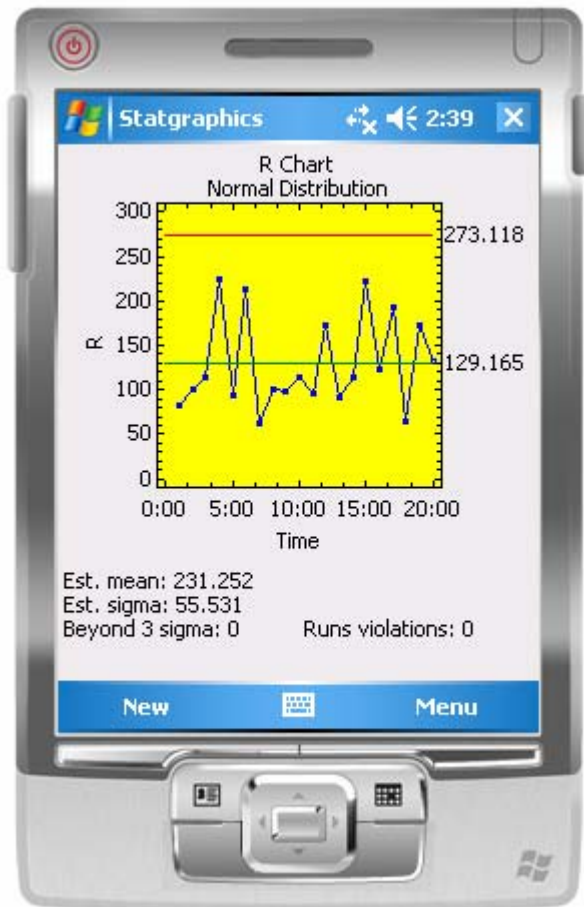 Statgraphics 2:39
R Chart
Normal Distribution
300
250
200
150
100
50
0
R
273.118
129.165
0:00 5:00 10:00 15:00 20:00
Time
Est. mean: 231.252
Est. sigma: 55.531
Beyond 3 sigma: 0 Runs violations: 0
New Menu